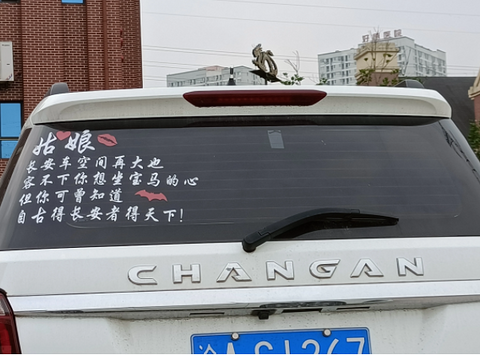 姑娘
长安车空间再大也
容不下你想坐宝马的心
但你可曾知道
自古得长安者得天下!
CHANGAN